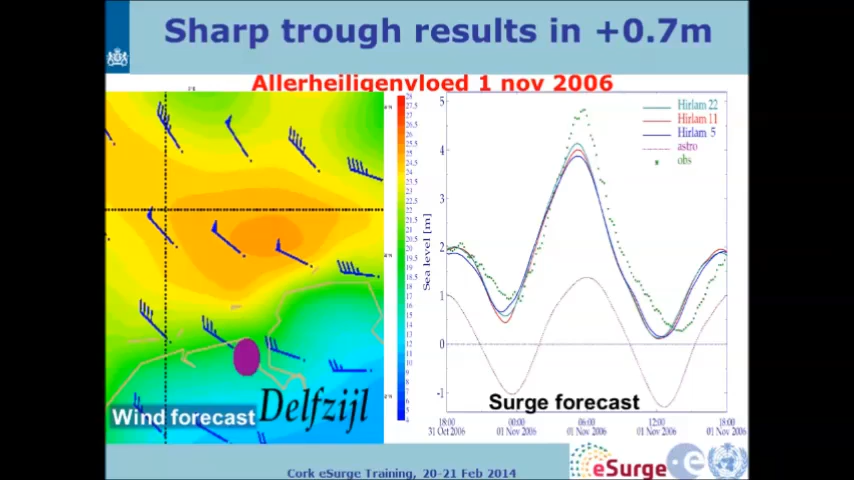 Sharp trough results in +0.7m
Allerheiligenvloed 1 nov 2006
Hirlam 22
Hirlam 11
Hirlam 5
astro
obs
Sea level [m]
5
4
3
2
1
0
-1
18:00
00:00
06:00
12:00
18:00
31 Oct 2006
01 Nov 2006
01 Nov 2006
01 Nov 2006
01 Nov 2006
Wind forecast
Delfzijl
Surge forecast
Cork eSurge Training, 20-21 Feb 2014
eSurge
esa